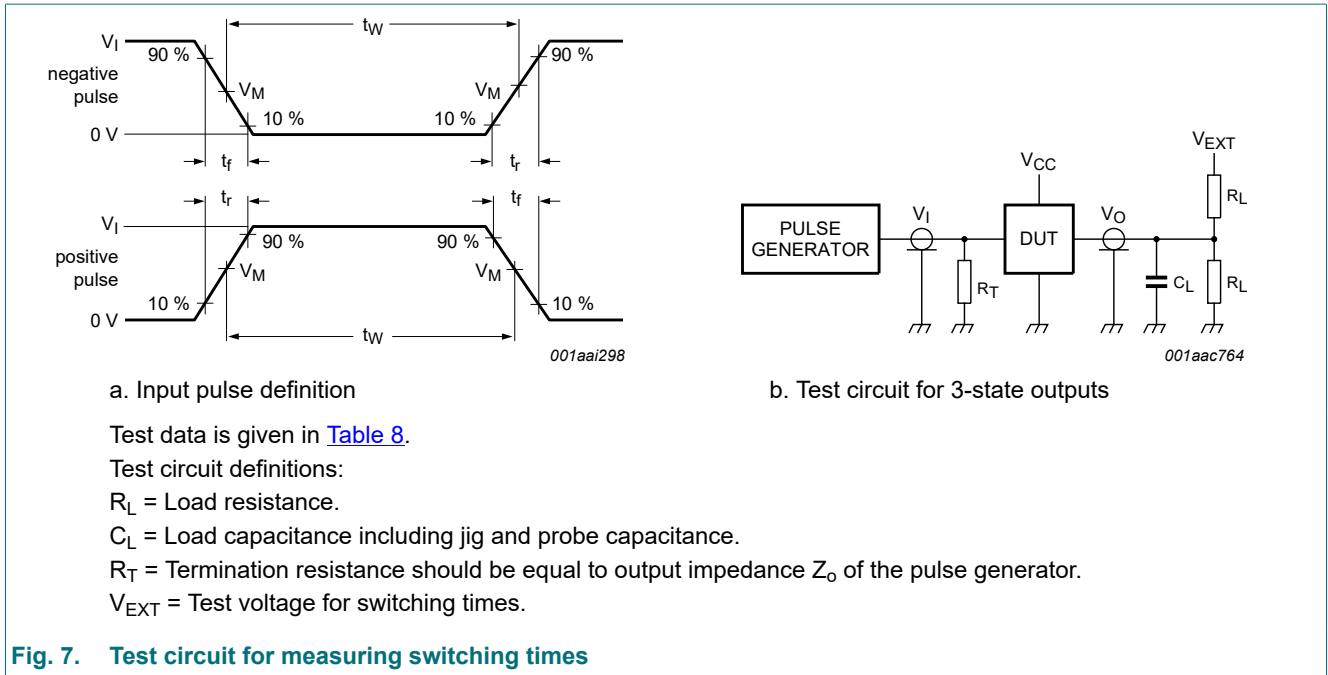 tW
VI
90 %
90 %
negative
pulse
VM
VM
10 %
10 %
0 V
tf
tr
tr
tf
VI
90 %
90 %
positive
pulse
VM
VM
10 %
10 %
0 V
tW
001aai298
VEXT
VCC
RL
PULSE
GENERATOR
VI
DUT
VO
RT
CL
RL
001aac764
a. Input pulse definition
b. Test circuit for 3-state outputs
Test data is given in Table 8.
Test circuit definitions:
RL = Load resistance.
CL = Load capacitance including jig and probe capacitance.
RT = Termination resistance should be equal to output impedance Zo of the pulse generator.
VEXT = Test voltage for switching times.
Fig. 7. Test circuit for measuring switching times